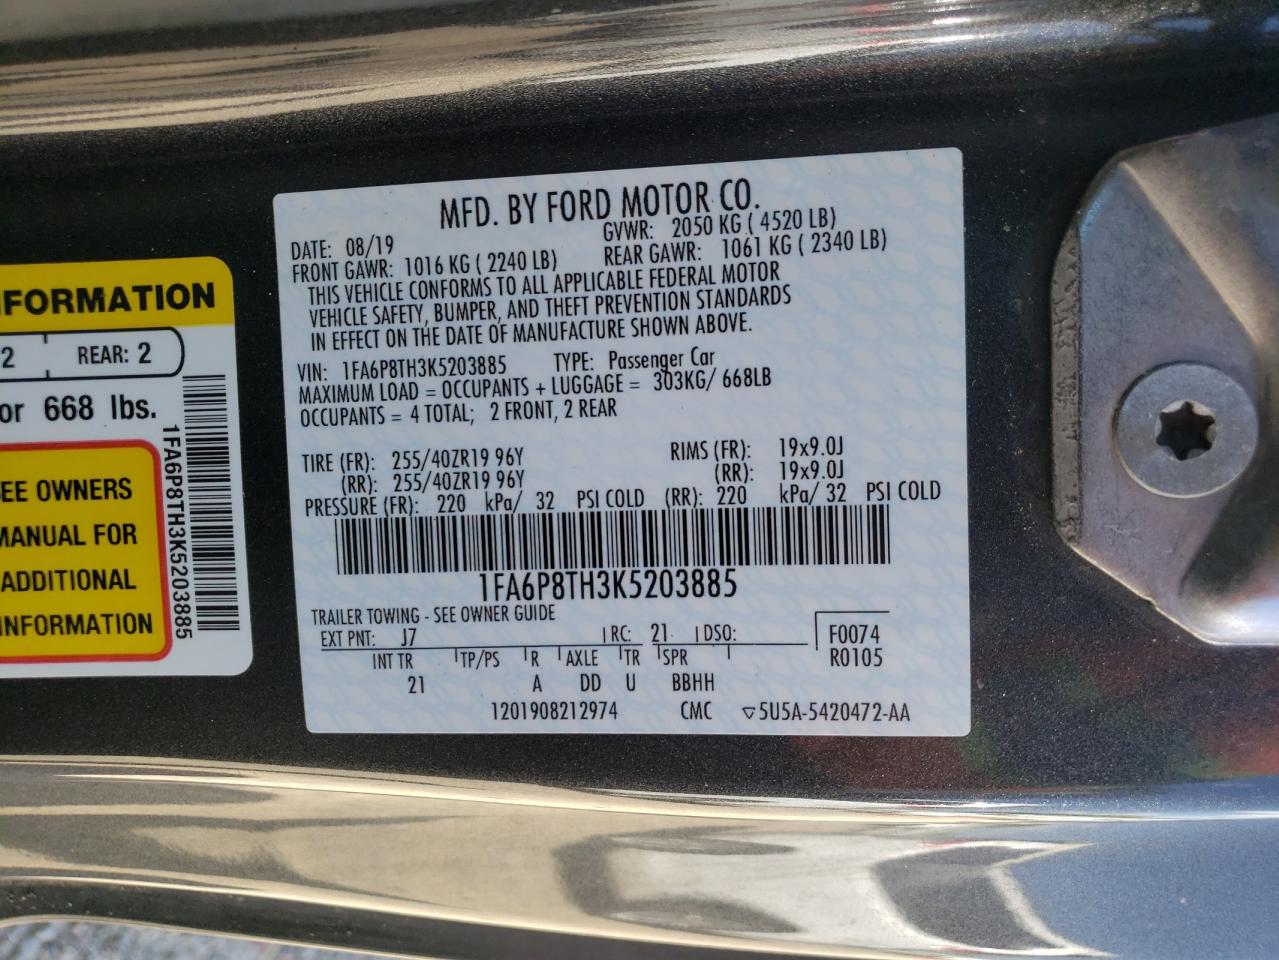 MFD. BY FORD MOTOR CO.
DATE: 08/19 GVWR: 2050 KG ( 4520 LB)
FRONT GAWR: 1016 KG ( 2240 LB) REAR GAWR: 1061 KG ( 2340 LB)
THIS VEHICLE CONFORMS TO ALL APPLICABLE FEDERAL MOTOR
VEHICLE SAFETY, BUMPER, AND THEFT PREVENTION STANDARDS
IN EFFECT ON THE DATE OF MANUFACTURE SHOWN ABOVE.
VIN: 1FA6P8TH3K5203885 TYPE: Passenger Car
MAXIMUM LOAD = OCCUPANTS + LUGGAGE = 303KG/ 668LB
OCCUPANTS = 4 TOTAL; 2 FRONT, 2 REAR
TIRE (FR): 255/40ZR19 96Y RIMS (FR): 19x9.0J
(RR): 255/40ZR19 96Y (RR): 19x9.0J
PRESSURE (FR): 220 kPa/ 32 PSI COLD (RR): 220 kPa/ 32 PSI COLD
1FA6P8TH3K5203885
TRAILER TOWING - SEE OWNER GUIDE
EXT PNT: J7 RC: 21 DSO: F0074
R0105
INT TR TP/PS R AXLE TR SPR
21 A DD U BBHH
1201908212974 CMC ▽5U5A-5420472-AA
FORMATION
2 REAR: 2
or 668 lbs.
SEE OWNERS
MANUAL FOR
ADDITIONAL
INFORMATION
1FA6P8TH3K5203885